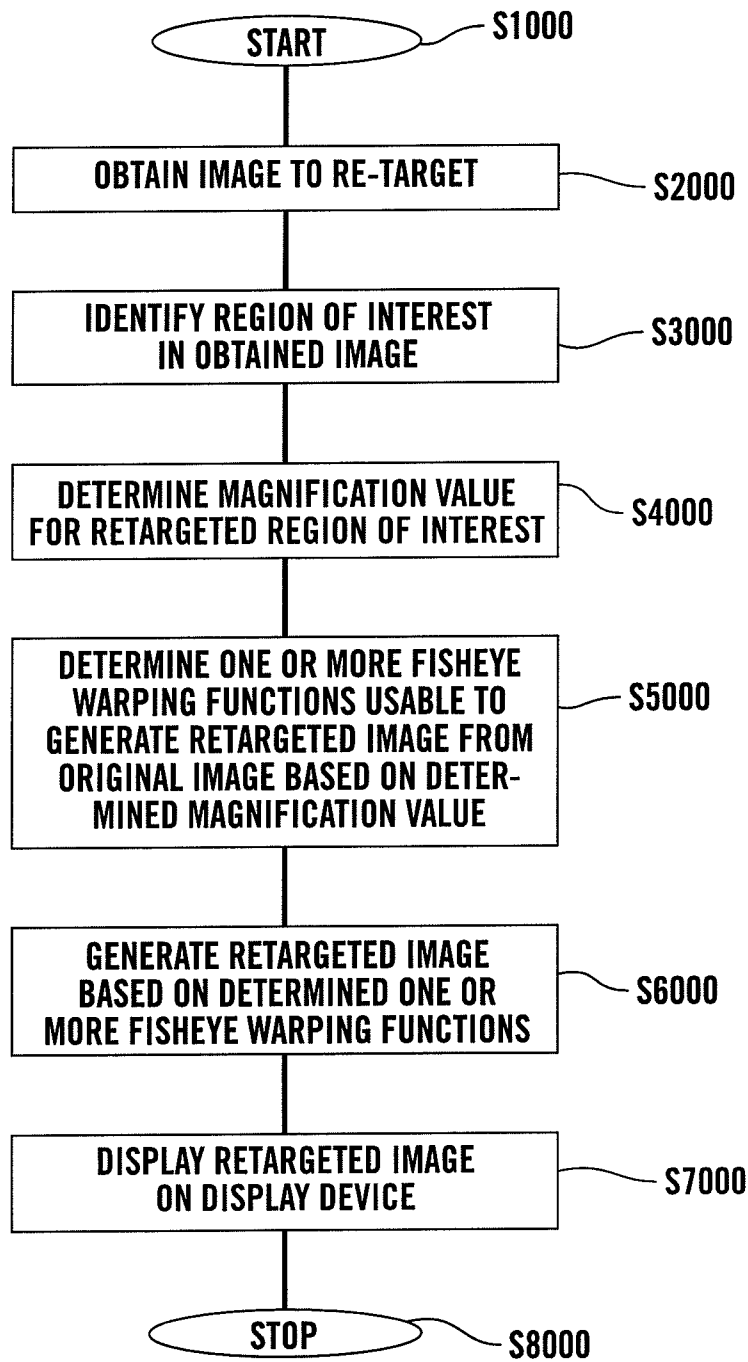 START
S1000
OBTAIN IMAGE TO RE-TARGET
S2000
IDENTIFY REGION OF INTEREST
IN OBTAINED IMAGE
S3000
DETERMINE MAGNIFICATION VALUE
FOR RETARGETED REGION OF INTEREST
S4000
DETERMINE ONE OR MORE FISHEYE
WARPING FUNCTIONS USABLE TO
GENERATE RETARGETED IMAGE FROM
ORIGINAL IMAGE BASED ON DETER-
MINED MAGNIFICATION VALUE
S5000
GENERATE RETARGETED IMAGE
BASED ON DETERMINED ONE OR
MORE FISHEYE WARPING FUNCTIONS
S6000
DISPLAY RETARGETED IMAGE
ON DISPLAY DEVICE
S7000
STOP
S8000